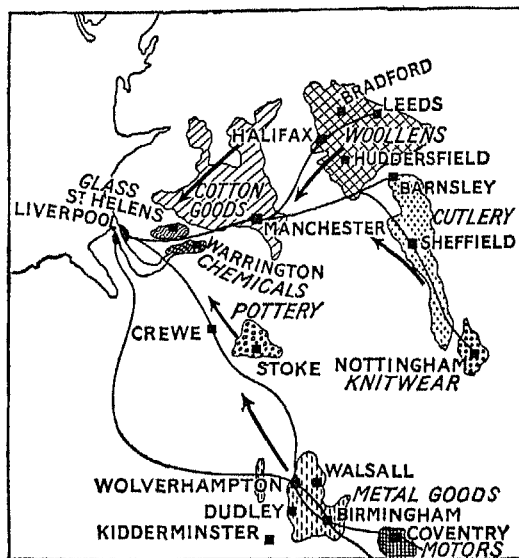 BRADFORD
LEEDS
HALIFAX
WOOLLENS
HUDDERSFIELD
GLASS
ST HELENS
COTTON
GOODS
BARNSLEY
LIVERPOO
MANCHESTER
CUTLERY
SHEFFIELD
WARRINGTON
CHEMICALS
POTTERY
CREWE
STOKE
NOTTINGHAM
KNITWEAR
WOLVERHAMPTON
WALSALL
METAL GOODS
DUDLEY
BIRMINGHAM
KIDDERMINSTER
COVENTRY
MOTORS